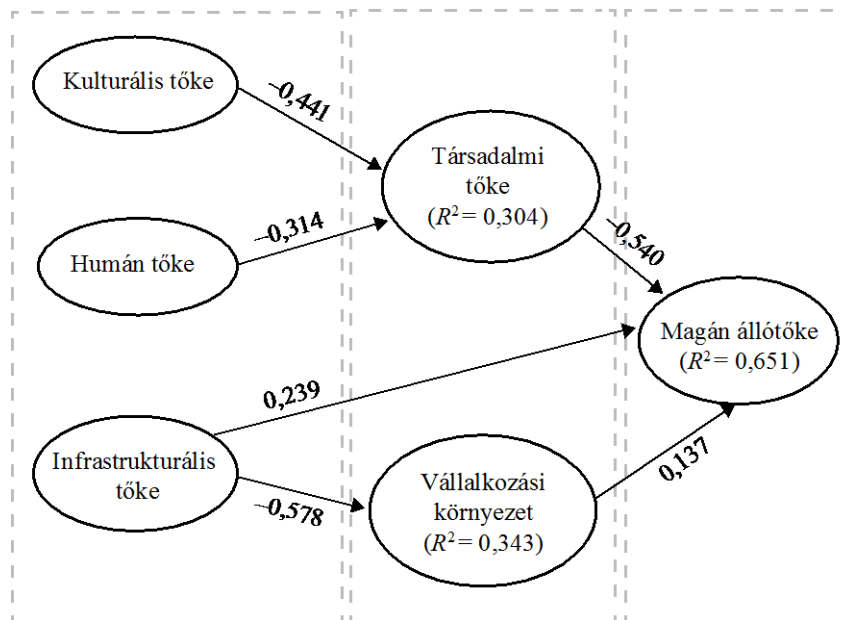 Kulturális tőke
–0,441
Társadalmi
tőke
(R² = 0,304)
–0,314
Humán tőke
–0,540
Magán állótőke
(R² = 0,651)
0,239
Infrastrukturális
tőke
–0,578
Vállalkozási
környezet
(R² = 0,343)
0,137